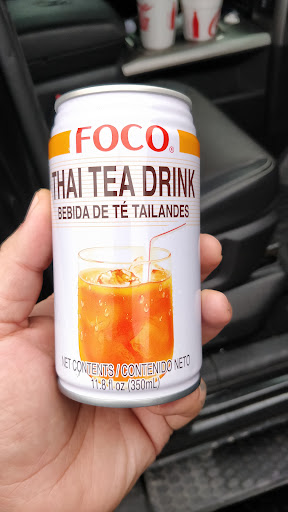 FOCO®
THAI TEA DRINK
BEBIDA DE TÉ TAILANDES
NET CONTENTS / CONTENIDO NETO
11.8 fl oz (350mL)